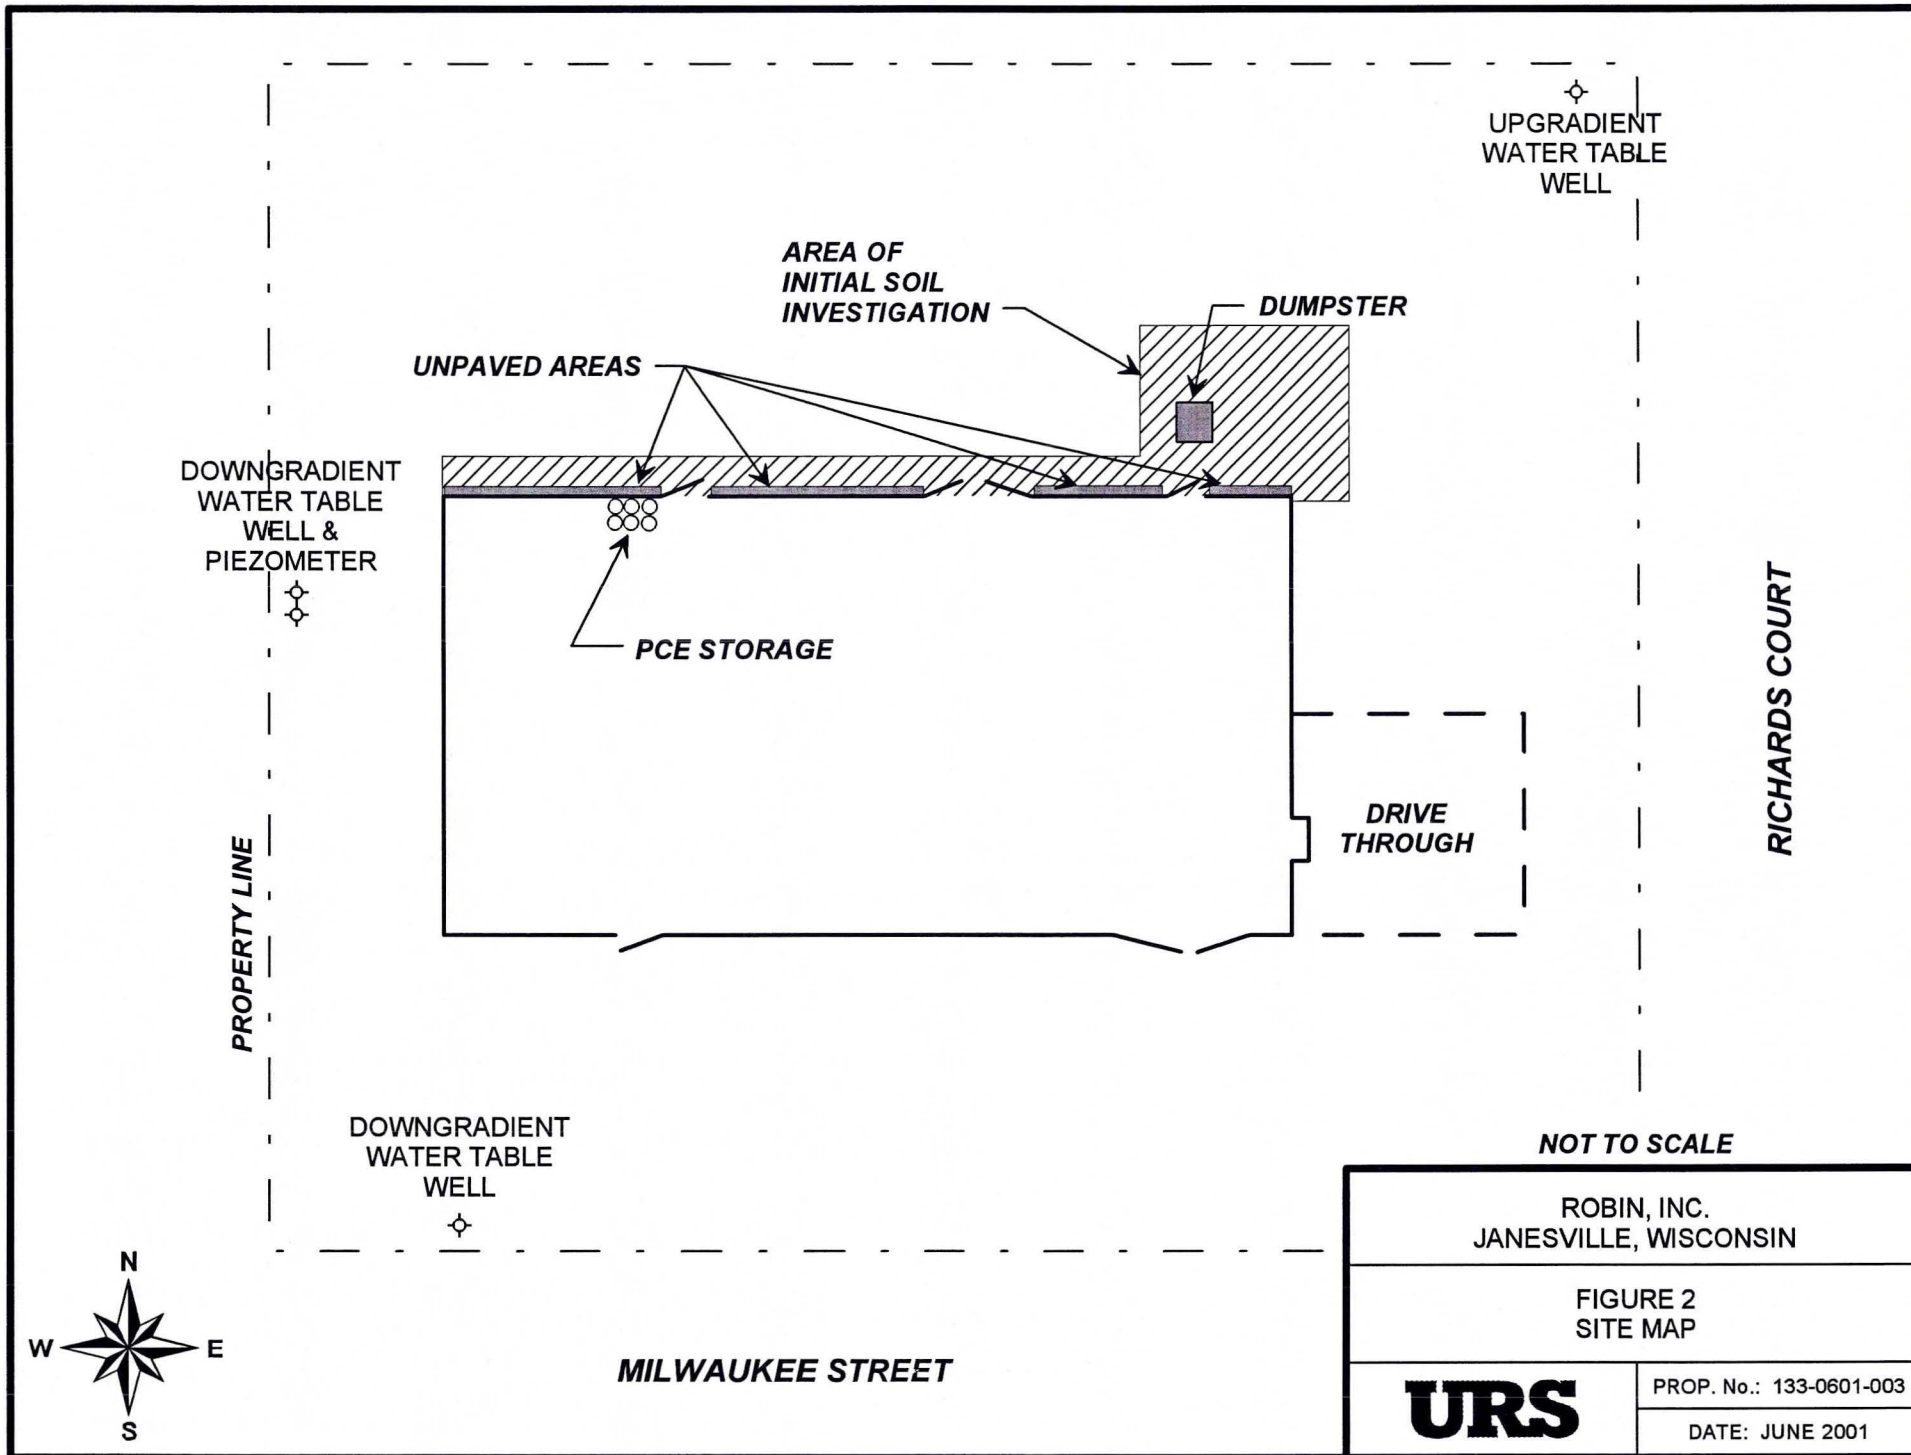 UPGRADIENT
WATER TABLE
WELL
AREA OF
INITIAL SOIL
INVESTIGATION
DUMPSTER
UNPAVED AREAS
DOWNGRADIENT
WATER TABLE
WELL &
PIEZOMETER
PCE STORAGE
RICHARDS COURT
DRIVE
THROUGH
PROPERTY LINE
DOWNGRADIENT
WATER TABLE
WELL
NOT TO SCALE
ROBIN, INC.
JANESVILLE, WISCONSIN
FIGURE 2
SITE MAP
N
W
E
S
MILWAUKEE STREET
URS
PROP. No.: 133-0601-003
DATE: JUNE 2001